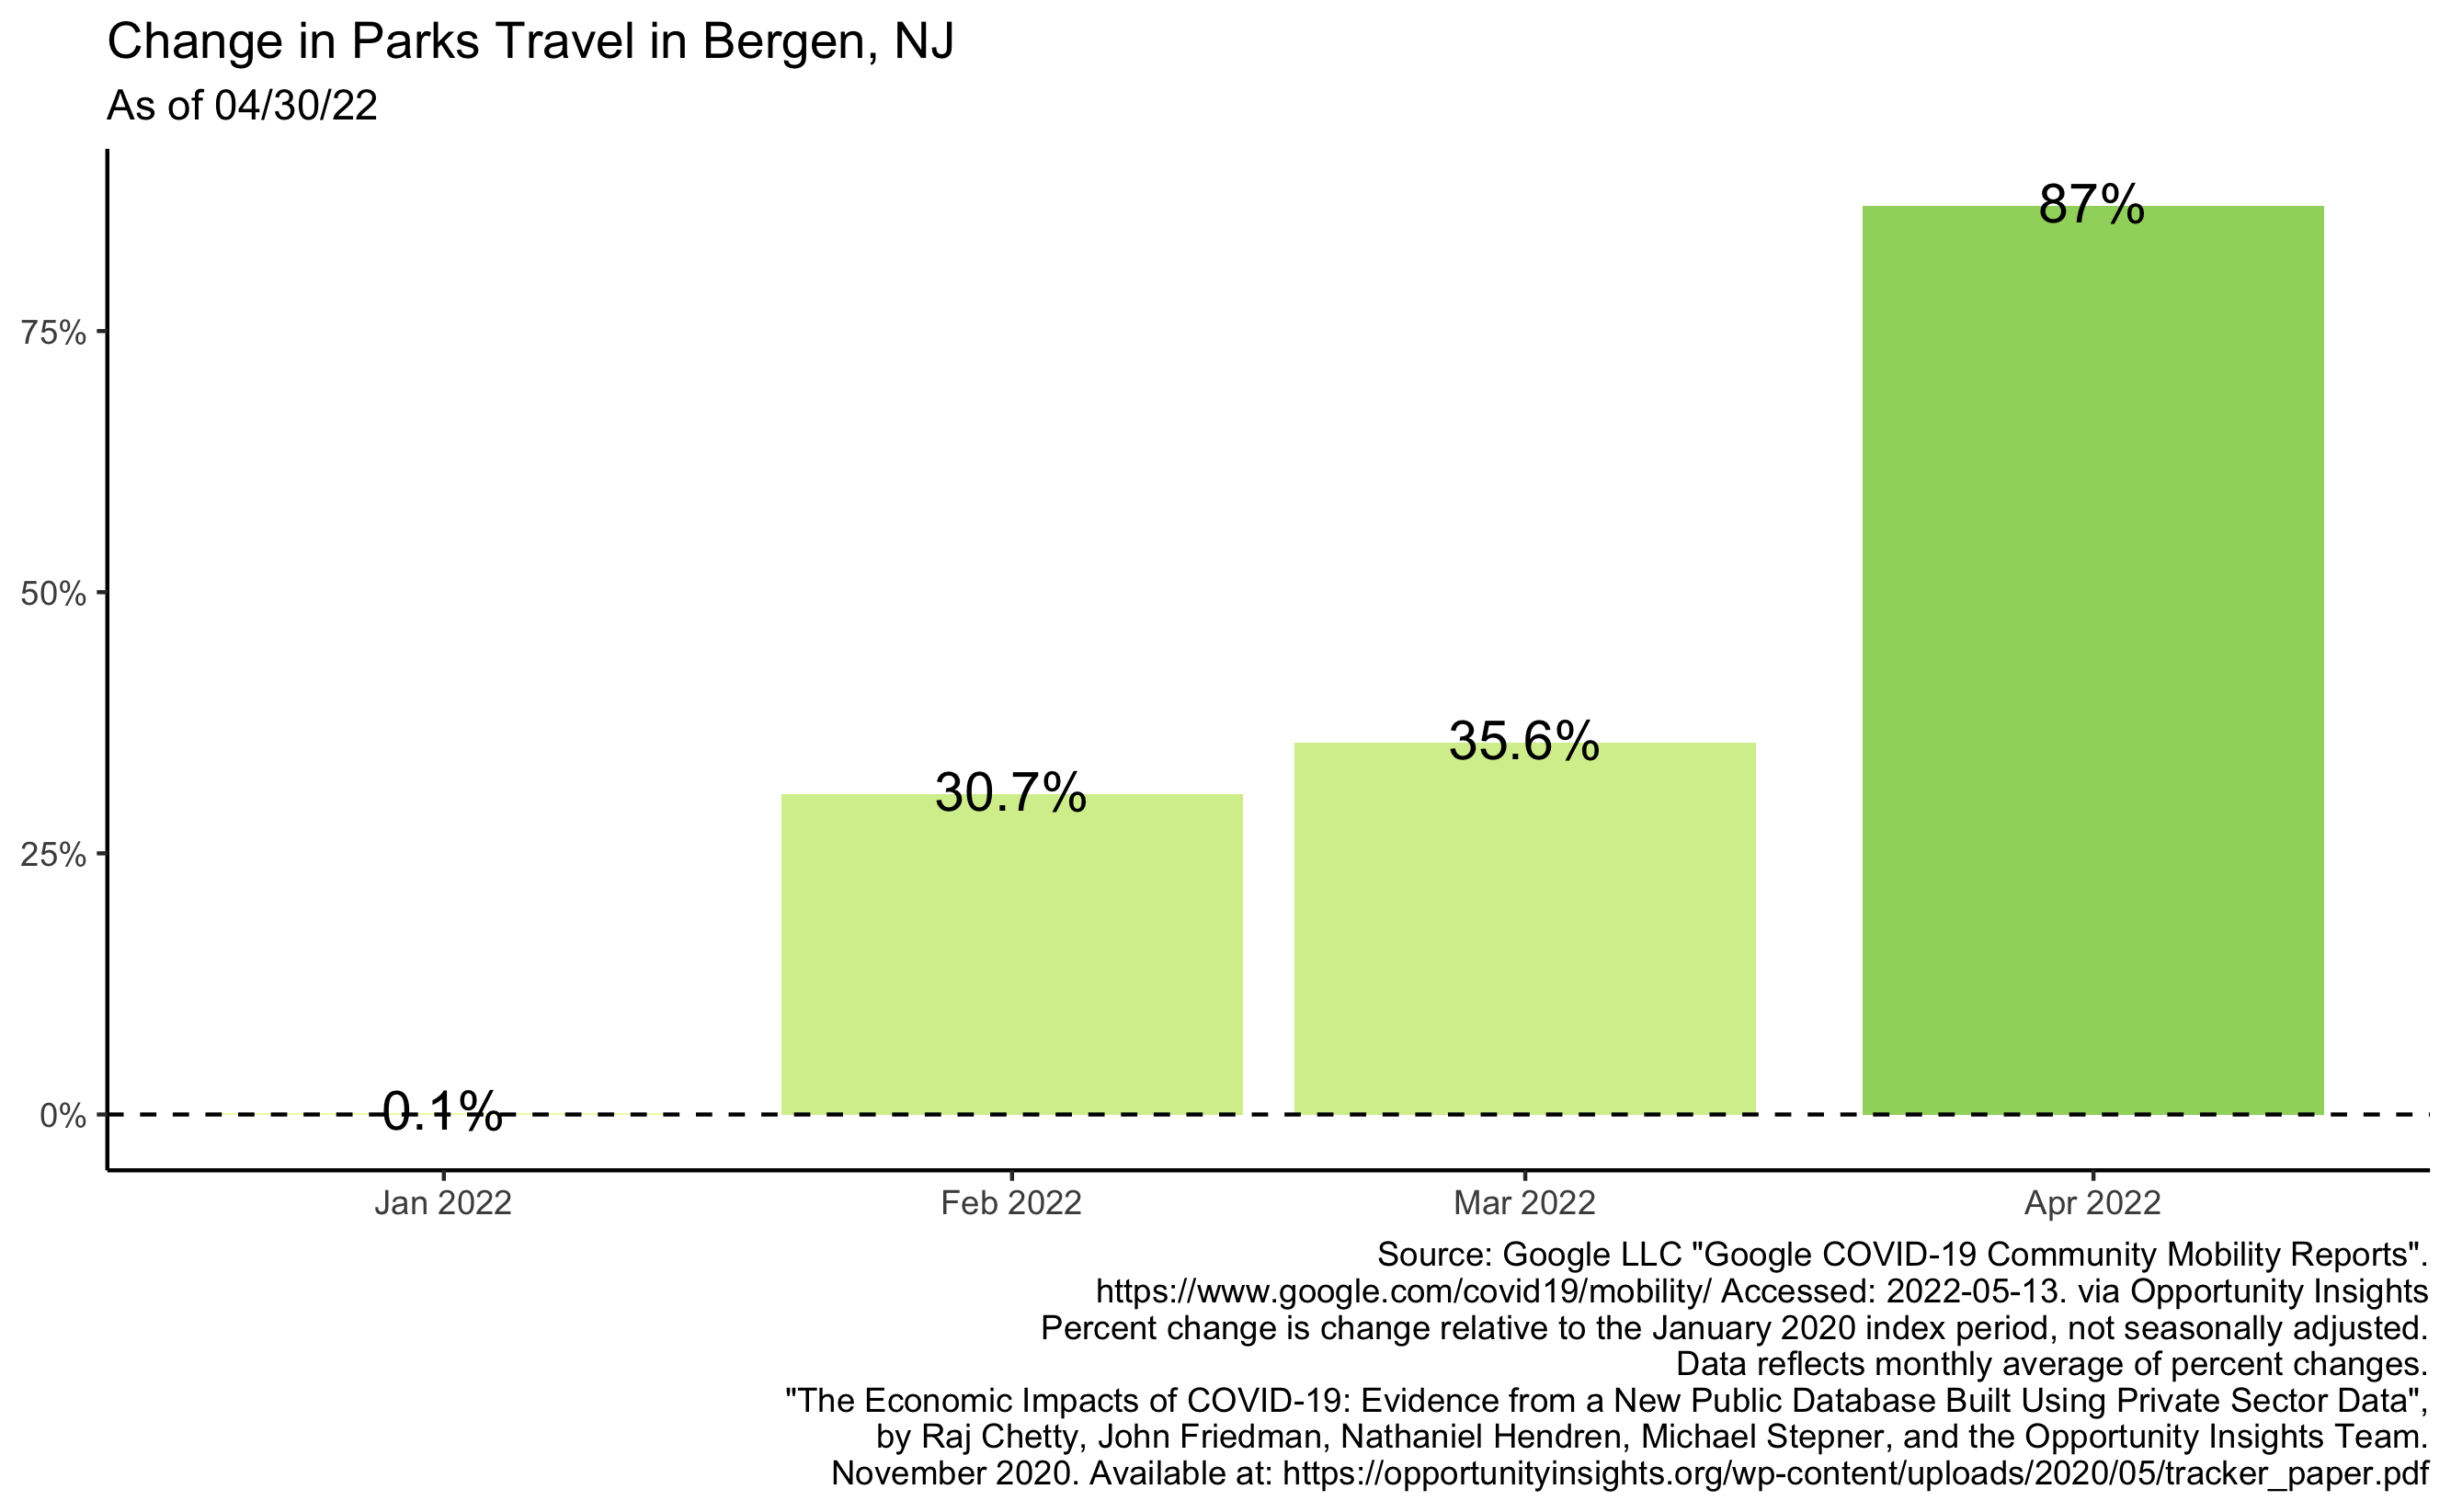 Change in Parks Travel in Bergen, NJ
As of 04/30/22
87%
75%
50%
35.6%
30.7%
25%
0.1%
0%
Jan 2022 Feb 2022 Mar 2022 Apr 2022
Source: Google LLC "Google COVID-19 Community Mobility Reports".
https://www.google.com/covid19/mobility/ Accessed: 2022-05-13. via Opportunity Insights
Percent change is change relative to the January 2020 index period, not seasonally adjusted.
Data reflects monthly average of percent changes.
"The Economic Impacts of COVID-19: Evidence from a New Public Database Built Using Private Sector Data",
by Raj Chetty, John Friedman, Nathaniel Hendren, Michael Stepner, and the Opportunity Insights Team.
November 2020. Available at: https://opportunityinsights.org/wp-content/uploads/2020/05/tracker_paper.pdf